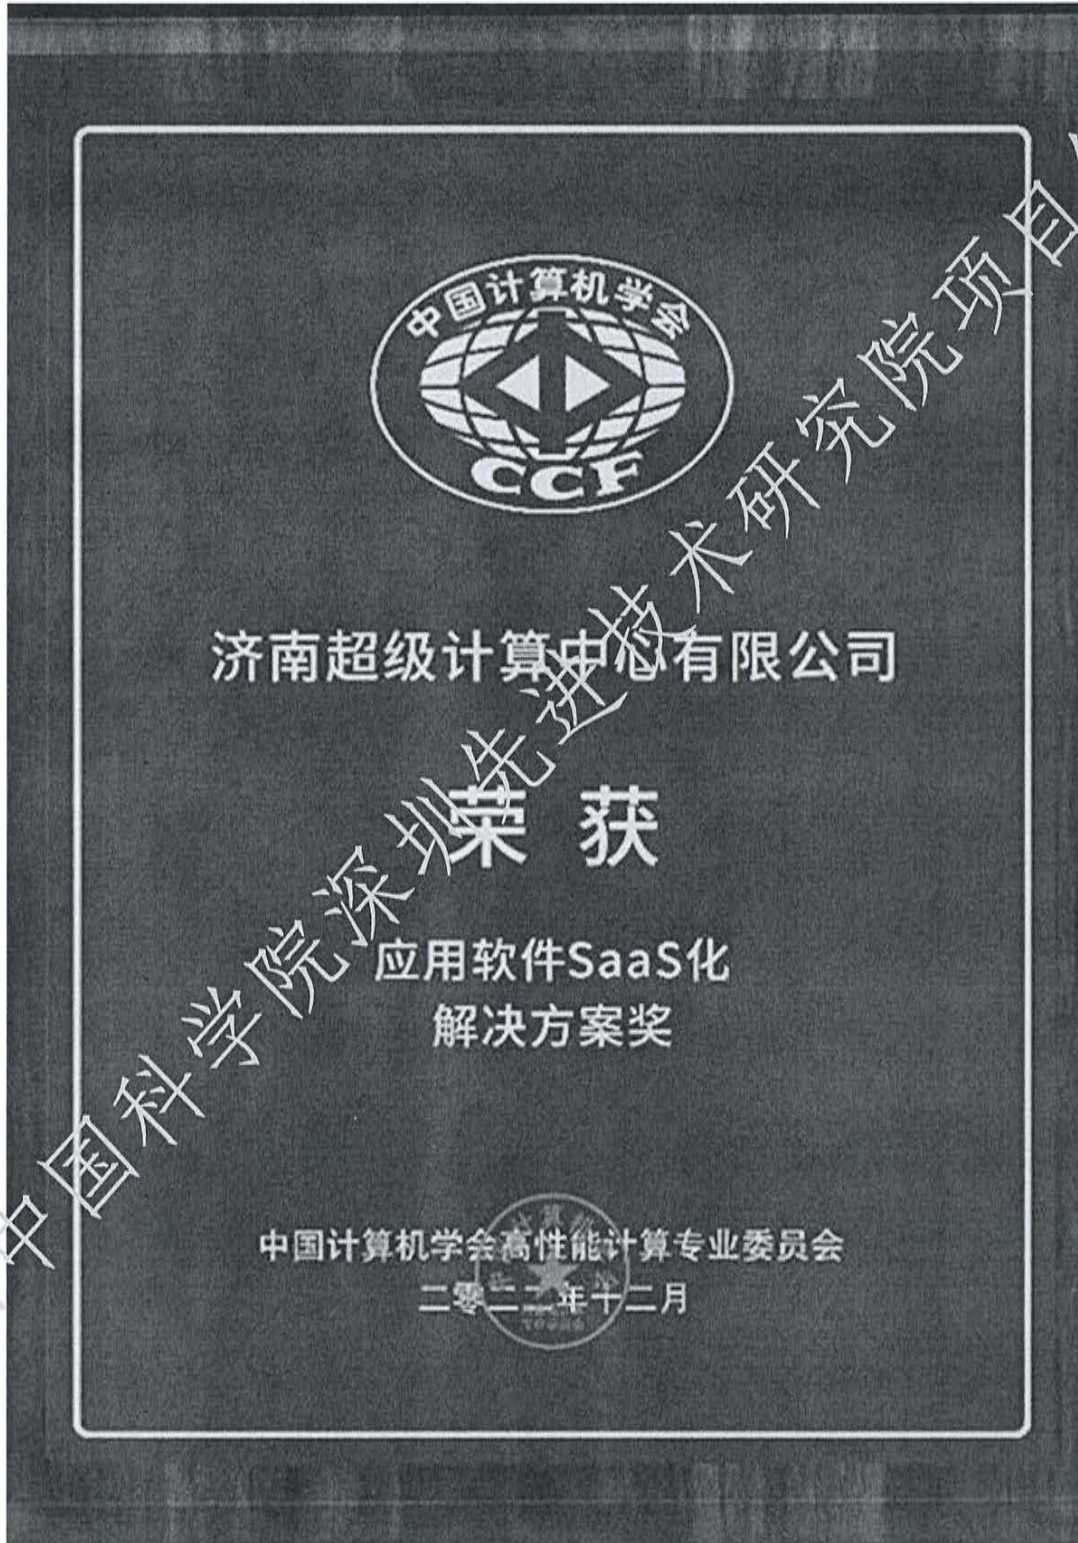 中国计算机学会
CCF
济南超级计算中心有限公司
荣 获
应用软件SaaS化
解决方案奖
中国计算机学会高性能计算专业委员会
二零二二年十二月
中国科学院深圳先进技术研究院项目